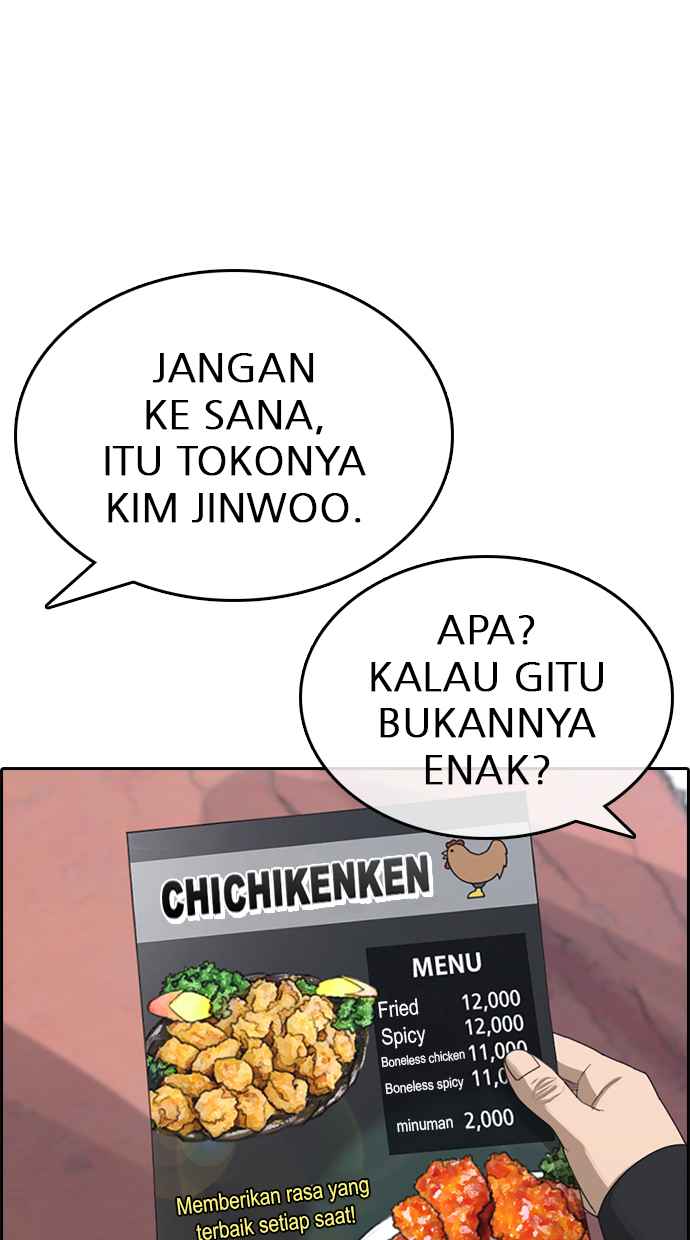 JANGAN
KE SANA,
ITU TOKONYA
KIM JINWOO.
APA?
KALAU GITU
BUKANNYA
ENAK?
CHICHIKENKEN
MENU
Fried 12,000
Spicy 12,000
Boneless chicken 11,000
Boneless spicy
minuman 2,000
Memberikan rasa yang
terbaik setiap saat!